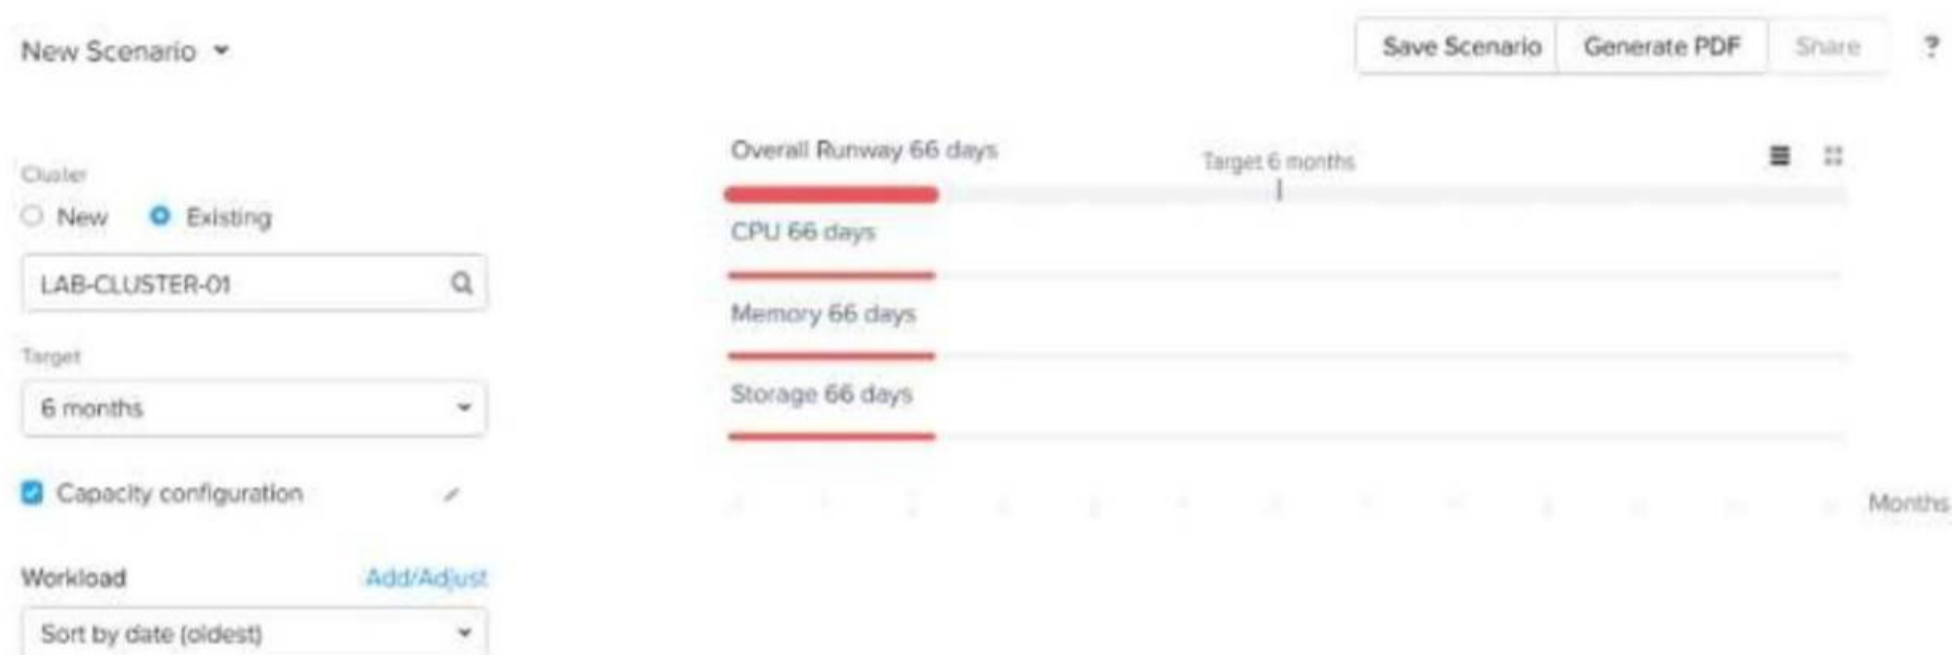 New Scenario
Save Scenario
Generate PDF
Share
?
Cluster
New
Existing
LAB-CLUSTER-01
Target
6 months
Capacity configuration
Workload
Add/Adjust
Sort by date (oldest)
Overall Runway 66 days
Target 6 months
CPU 66 days
Memory 66 days
Storage 66 days
Months